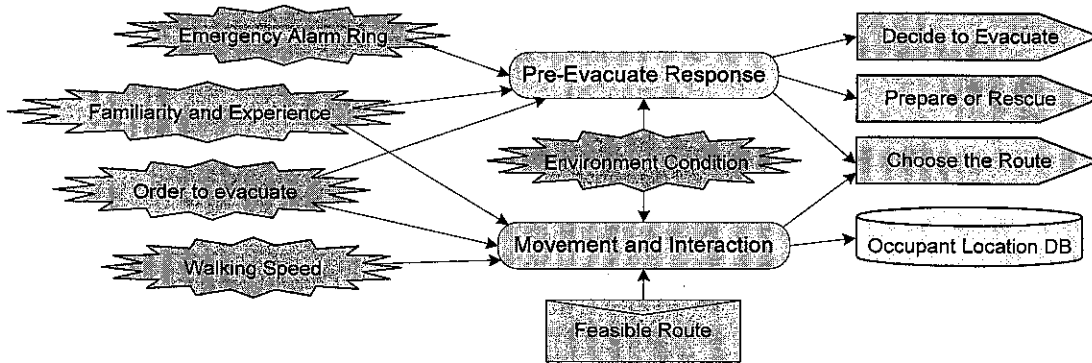 Emergency Alarm Ring
Familiarity and Experience
Order to evacuate
Walking Speed
Pre-Evacuate Response
Environment Condition
Movement and Interaction
Feasible Route
Decide to Evacuate
Prepare or Rescue
Choose the Route
Occupant Location DB